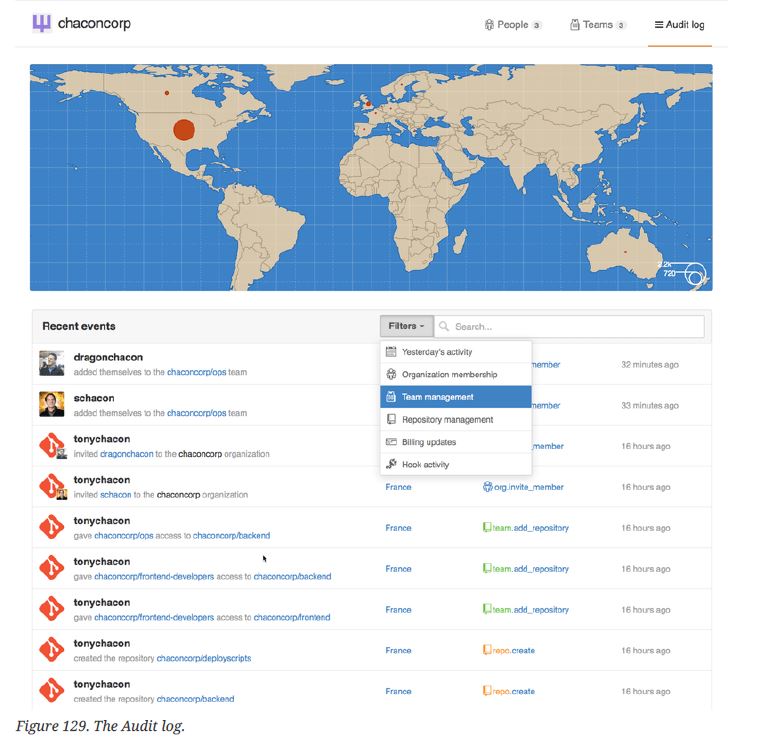 chaconcorp
People 3
Teams 3
Audit log
720
Recent events
Filters
Search...
Yesterday's activity
Organization membership
Team management
Repository management
Billing updates
Hook activity
dragonchacon
added themselves to the chaconcorp/ops team
member
32 minutes ago
schacon
added themselves to the chaconcorp/ops team
member
33 minutes ago
tonychacon
invited dragonchacon to the chaconcorp organization
_member
16 hours ago
tonychacon
invited schacon to the chaconcorp organization
France
org.invite_member
16 hours ago
tonychacon
gave chaconcorp/ops access to chaconcorp/backend
France
team.add_repository
16 hours ago
tonychacon
gave chaconcorp/frontend-developers access to chaconcorp/backend
France
team.add_repository
16 hours ago
tonychacon
gave chaconcorp/frontend-developers access to chaconcorp/frontend
France
team.add_repository
16 hours ago
tonychacon
created the repository chaconcorp/deployscripts
France
repo.create
16 hours ago
tonychacon
created the repository chaconcorp/backend
France
repo.create
16 hours ago
Figure 129. The Audit log.